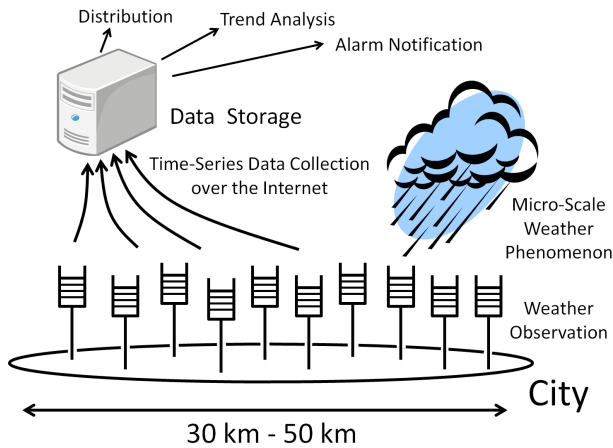 Distribution
Trend Analysis
Alarm Notification
Data Storage
Time-Series Data Collection
over the Internet
Micro-Scale
Weather
Phenomenon
Weather
Observation
City
30 km - 50 km